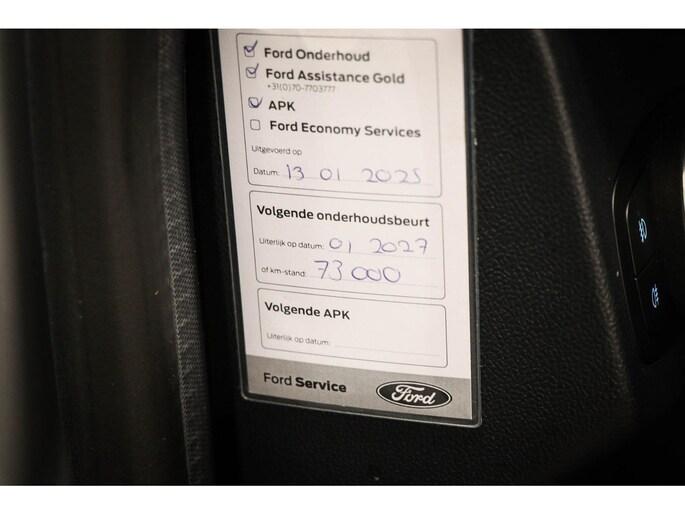 Ford Onderhoud
Ford Assistance Gold
+31(0)70-7703777
APK
Ford Economy Services
Uitgevoerd op
Datum: 13 01 2025
Volgende onderhoudsbeurt
Uiterlijk op datum: 01 2027
of km-stand: 73 000
Volgende APK
Uiterlijk op datum:
Ford Service Ford